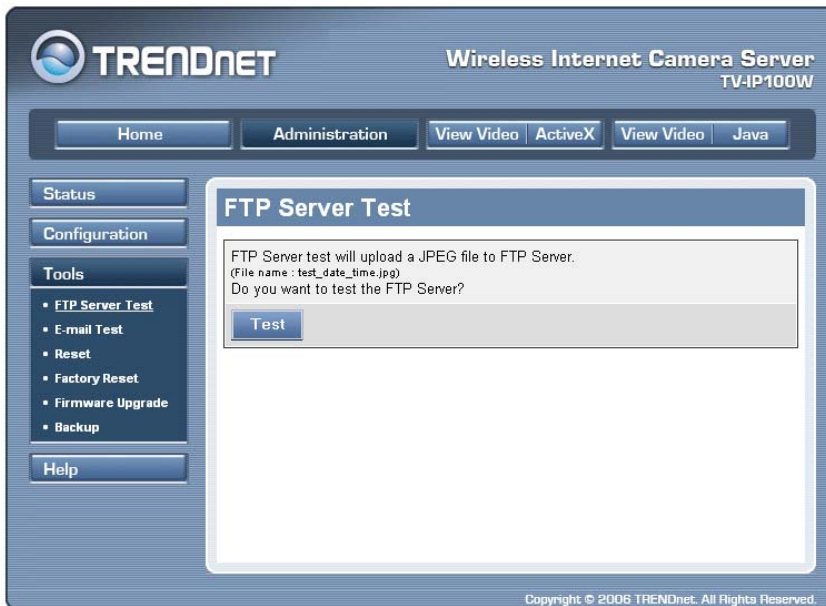 TRENDNET
Wireless Internet Camera Server
TV-IP100W
Home
Administration
View Video
ActiveX
View Video
Java
Status
Configuration
Tools
• FTP Server Test
• E-mail Test
• Reset
• Factory Reset
• Firmware Upgrade
• Backup
Help
FTP Server Test
FTP Server test will upload a JPEG file to FTP Server.
(File name : test_date_time.jpg)
Do you want to test the FTP Server?
Test
Copyright © 2006 TRENDnet. All Rights Reserved.